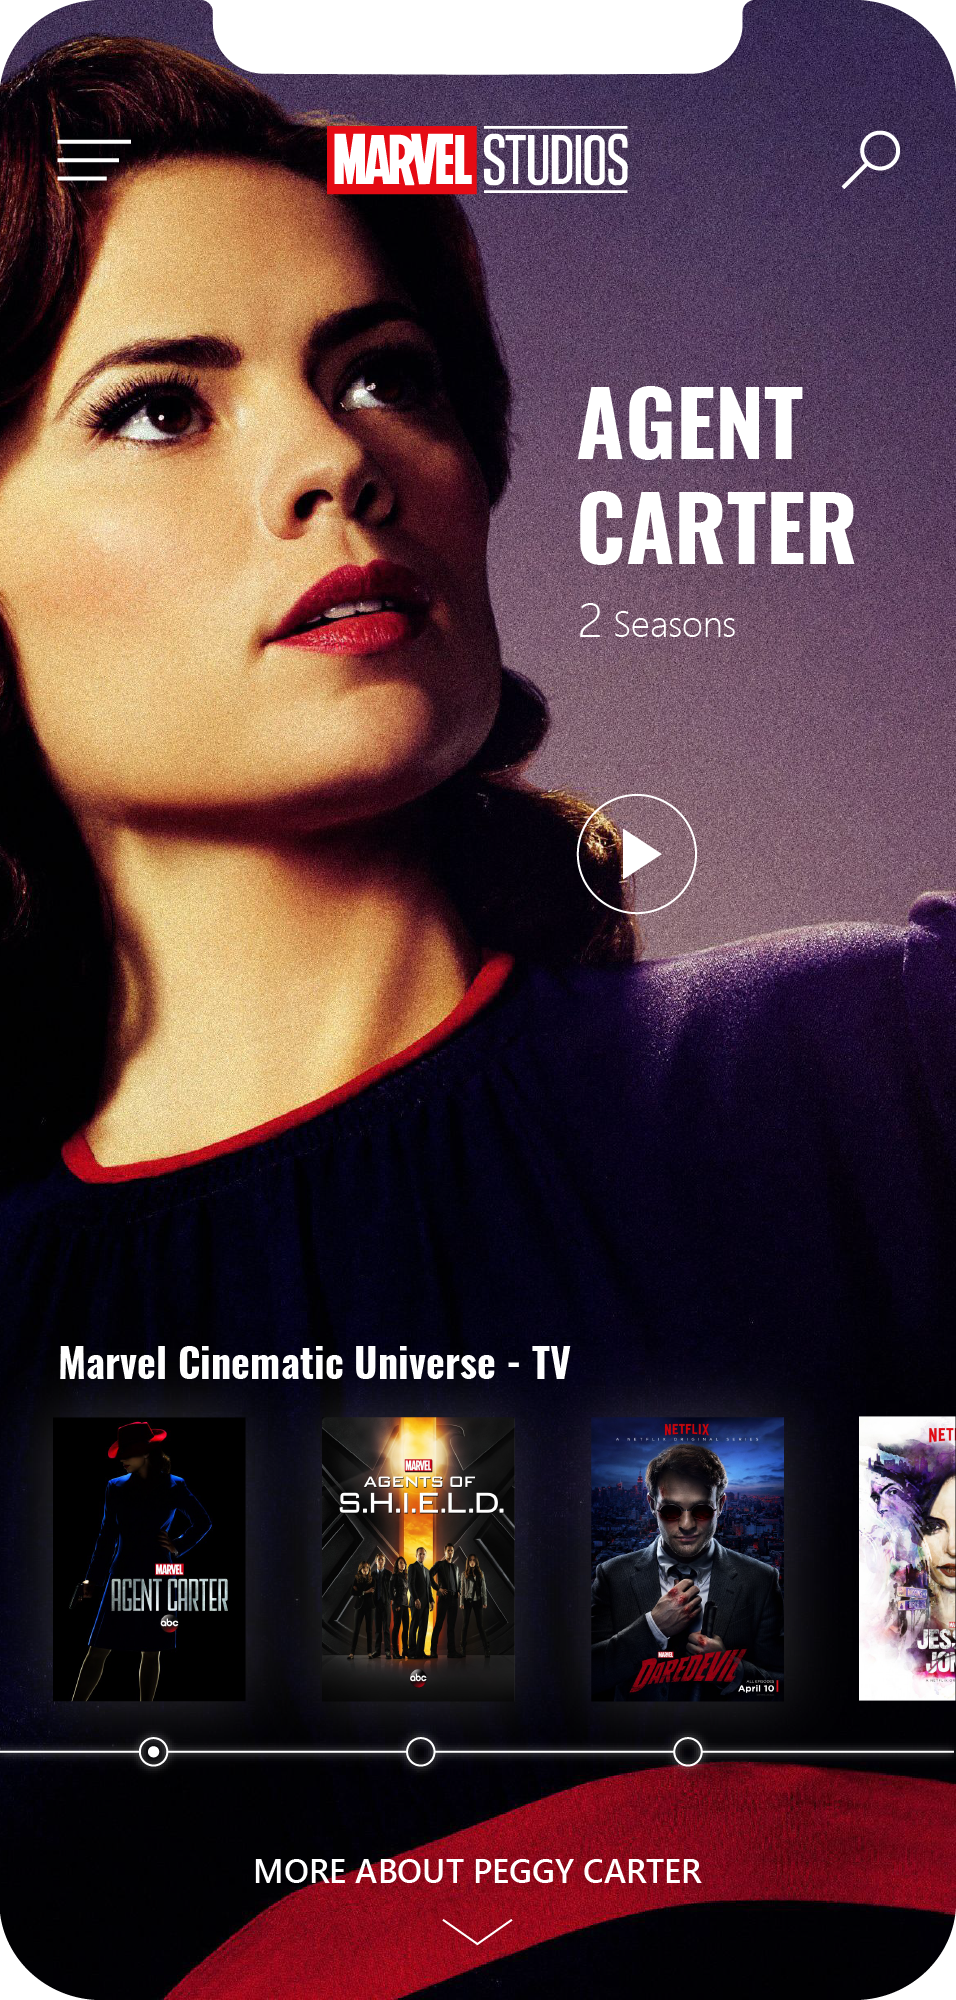 MARVEL STUDIOS
AGENT
CARTER
2 Seasons
Marvel Cinematic Universe - TV
MARVEL
AGENT CARTER
abc
MARVEL
AGENTS OF
S.H.I.E.L.D.
abc
NETFLIX
A NETFLIX ORIGINAL SERIES
MARVEL
DAREDEVIL
ALL EPISODES
April 10
NETF
JES
JON
MORE ABOUT PEGGY CARTER